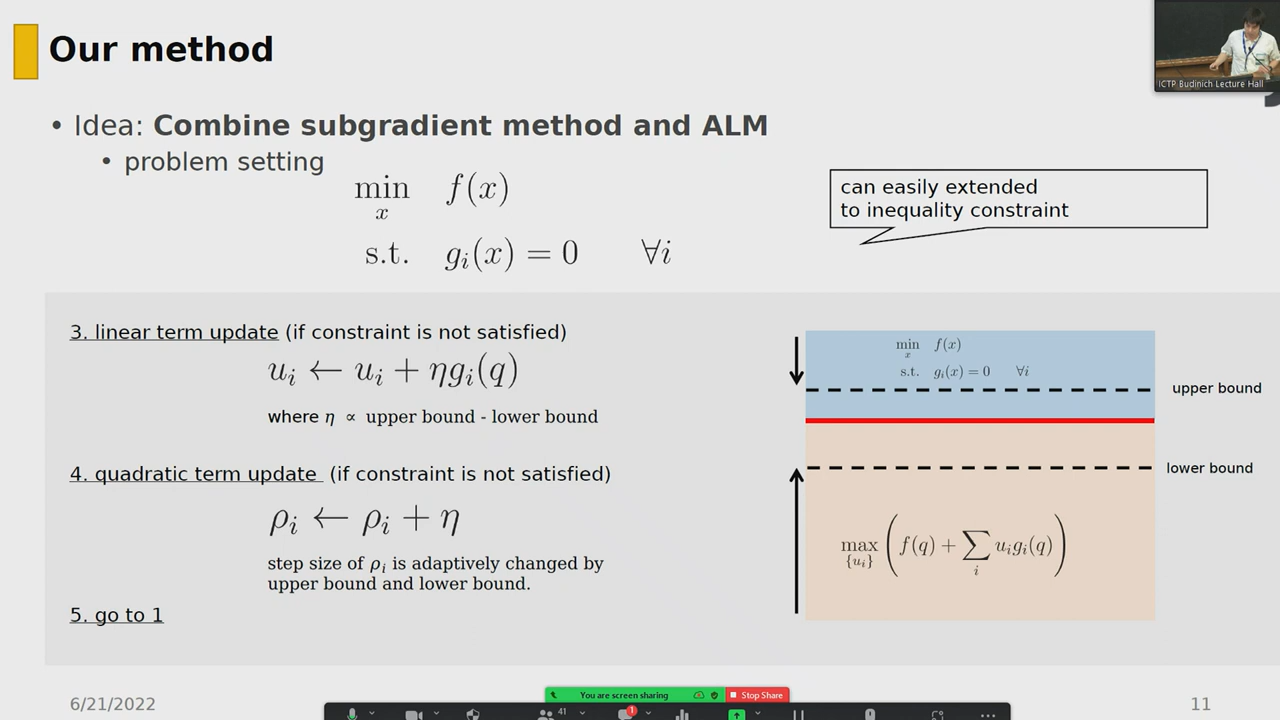 Our method
ICTP Budinich Lecture Hall
• Idea: Combine subgradient method and ALM
• problem setting
min f(x)
x
s.t. g_i(x) = 0 ∀i
can easily extended
to inequality constraint
3. linear term update (if constraint is not satisfied)
u_i ← u_i + ηg_i(q)
where η ∝ upper bound - lower bound
4. quadratic term update (if constraint is not satisfied)
ρ_i ← ρ_i + η
step size of ρ_i is adaptively changed by
upper bound and lower bound.
5. go to 1
min f(x)
x
s.t. g_i(x) = 0 ∀i
upper bound
lower bound
max ( f(q) + ∑ u_i g_i(q) )
{u_i} i
6/21/2022
You are screen sharing
Stop Share
41
1
11